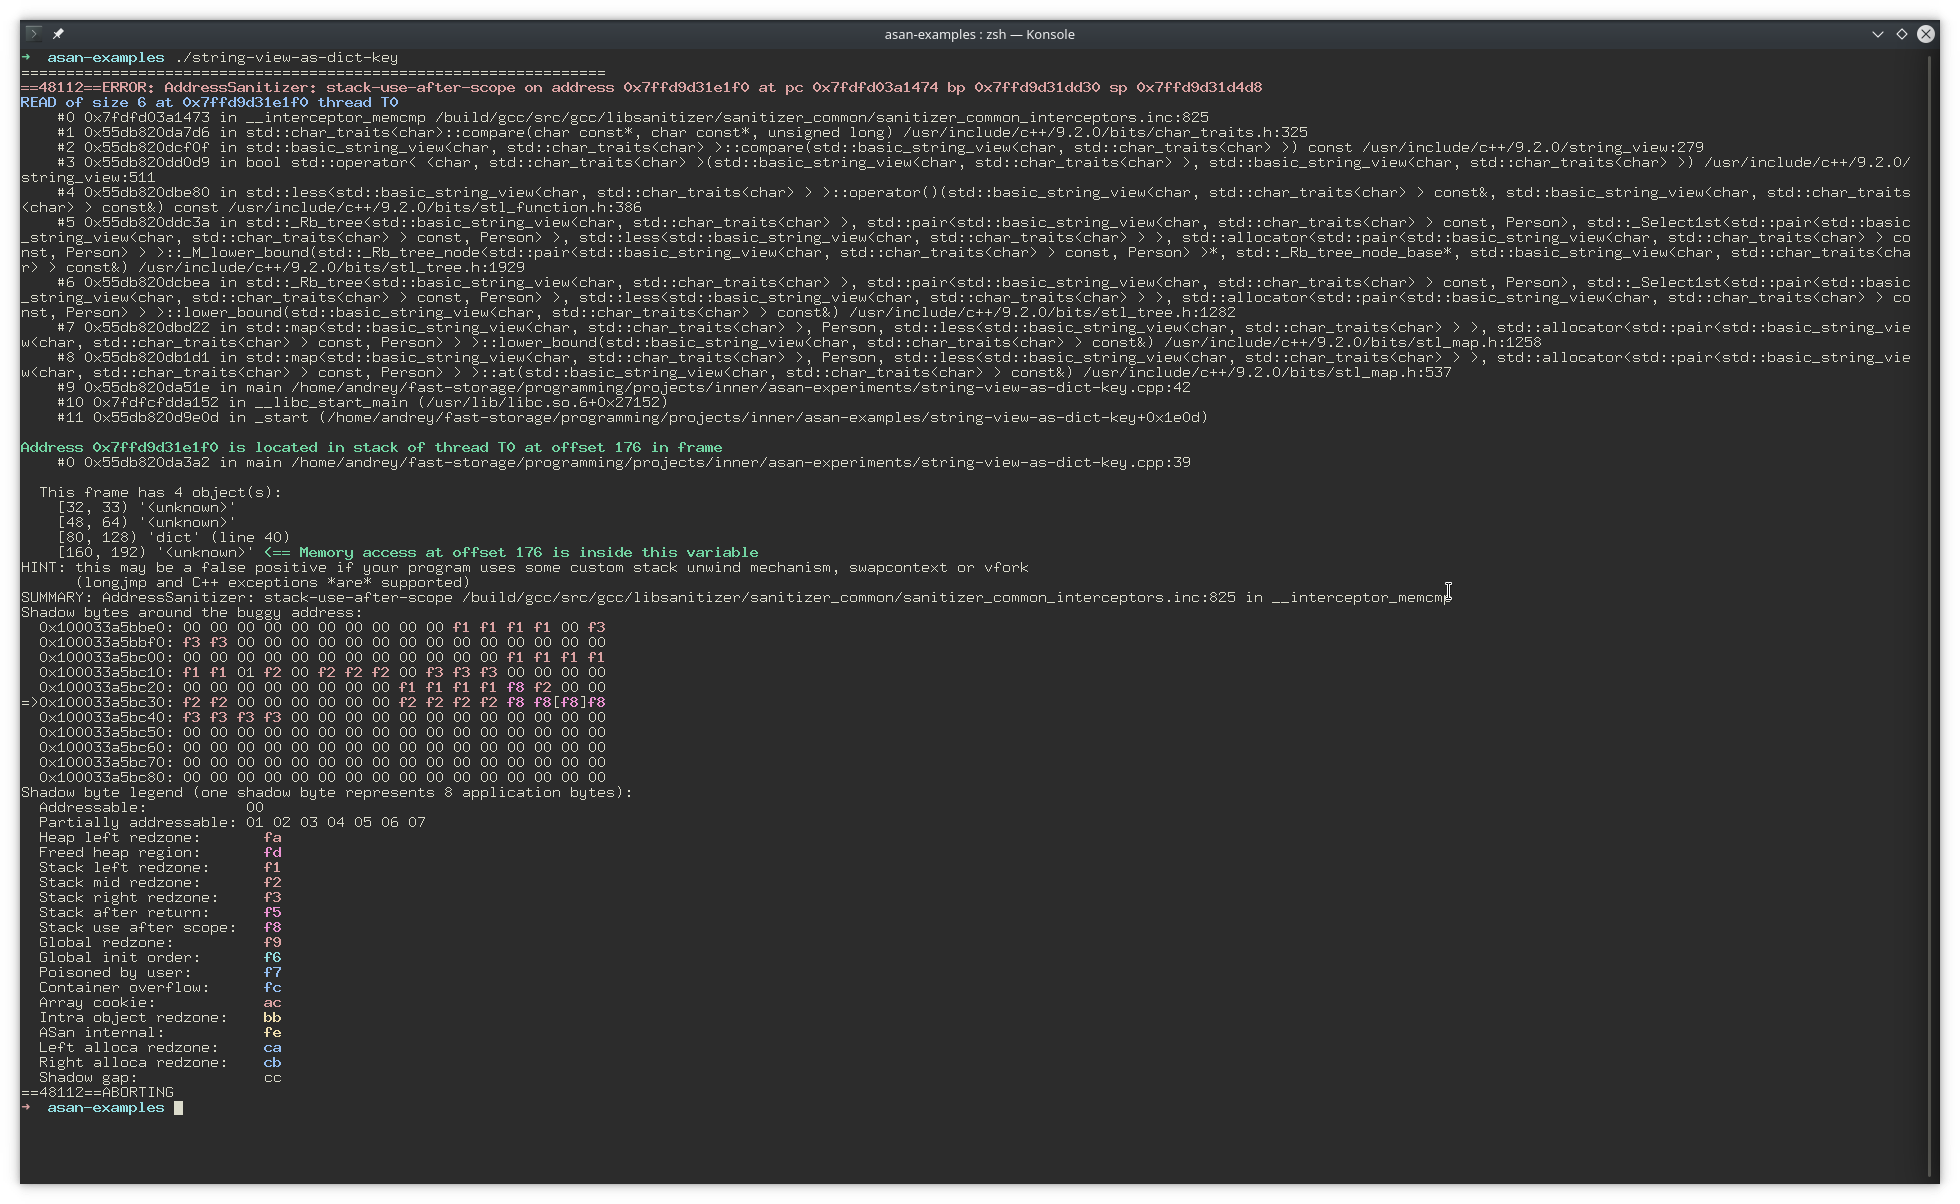 asan-examples : zsh — Konsole
➜  asan-examples ./string-view-as-dict-key
=================================================================
==48112==ERROR: AddressSanitizer: stack-use-after-scope on address 0x7ffd9d31e1f0 at pc 0x7fdfd03a1474 bp 0x7ffd9d31dd30 sp 0x7ffd9d31d4d8
READ of size 6 at 0x7ffd9d31e1f0 thread T0
    #0 0x7fdfd03a1473 in __interceptor_memcmp /build/gcc/src/gcc/libsanitizer/sanitizer_common/sanitizer_common_interceptors.inc:825
    #1 0x55db820da7d6 in std::char_traits<char>::compare(char const*, char const*, unsigned long) /usr/include/c++/9.2.0/bits/char_traits.h:325
    #2 0x55db820dcf0f in std::basic_string_view<char, std::char_traits<char> >::compare(std::basic_string_view<char, std::char_traits<char> >) const /usr/include/c++/9.2.0/string_view:279
    #3 0x55db820dd0d9 in bool std::operator< <char, std::char_traits<char> >(std::basic_string_view<char, std::char_traits<char> >, std::basic_string_view<char, std::char_traits<char> >) /usr/include/c++/9.2.0/
string_view:511
    #4 0x55db820dbe80 in std::less<std::basic_string_view<char, std::char_traits<char> > >::operator()(std::basic_string_view<char, std::char_traits<char> > const&, std::basic_string_view<char, std::char_traits
<char> > const&) const /usr/include/c++/9.2.0/bits/stl_function.h:386
    #5 0x55db820ddc3a in std::_Rb_tree<std::basic_string_view<char, std::char_traits<char> >, std::pair<std::basic_string_view<char, std::char_traits<char> > const, Person>, std::_Select1st<std::pair<std::basic
_string_view<char, std::char_traits<char> > const, Person> >, std::less<std::basic_string_view<char, std::char_traits<char> > >, std::allocator<std::pair<std::basic_string_view<char, std::char_traits<char> > co
nst, Person> > >::_M_lower_bound(std::_Rb_tree_node<std::pair<std::basic_string_view<char, std::char_traits<char> > const, Person> >*, std::_Rb_tree_node_base*, std::basic_string_view<char, std::char_traits<cha
r> > const&) /usr/include/c++/9.2.0/bits/stl_tree.h:1929
    #6 0x55db820dcbea in std::_Rb_tree<std::basic_string_view<char, std::char_traits<char> >, std::pair<std::basic_string_view<char, std::char_traits<char> > const, Person>, std::_Select1st<std::pair<std::basic
_string_view<char, std::char_traits<char> > const, Person> >, std::less<std::basic_string_view<char, std::char_traits<char> > >, std::allocator<std::pair<std::basic_string_view<char, std::char_traits<char> > co
nst, Person> > >::lower_bound(std::basic_string_view<char, std::char_traits<char> > const&) /usr/include/c++/9.2.0/bits/stl_tree.h:1282
    #7 0x55db820dbd22 in std::map<std::basic_string_view<char, std::char_traits<char> >, Person, std::less<std::basic_string_view<char, std::char_traits<char> > >, std::allocator<std::pair<std::basic_string_vie
w<char, std::char_traits<char> > const, Person> > >::lower_bound(std::basic_string_view<char, std::char_traits<char> > const&) /usr/include/c++/9.2.0/bits/stl_map.h:1258
    #8 0x55db820db1d1 in std::map<std::basic_string_view<char, std::char_traits<char> >, Person, std::less<std::basic_string_view<char, std::char_traits<char> > >, std::allocator<std::pair<std::basic_string_vie
w<char, std::char_traits<char> > const, Person> > >::at(std::basic_string_view<char, std::char_traits<char> > const&) /usr/include/c++/9.2.0/bits/stl_map.h:537
    #9 0x55db820da51e in main /home/andrey/fast-storage/programming/projects/inner/asan-experiments/string-view-as-dict-key.cpp:42
    #10 0x7fdfcfdda152 in __libc_start_main (/usr/lib/libc.so.6+0x27152)
    #11 0x55db820d9e0d in _start (/home/andrey/fast-storage/programming/projects/inner/asan-examples/string-view-as-dict-key+0x1e0d)

Address 0x7ffd9d31e1f0 is located in stack of thread T0 at offset 176 in frame
    #0 0x55db820da3a2 in main /home/andrey/fast-storage/programming/projects/inner/asan-experiments/string-view-as-dict-key.cpp:39

  This frame has 4 object(s):
    [32, 33) '<unknown>'
    [48, 64) '<unknown>'
    [80, 128) 'dict' (line 40)
    [160, 192) '<unknown>' <== Memory access at offset 176 is inside this variable
HINT: this may be a false positive if your program uses some custom stack unwind mechanism, swapcontext or vfork
      (longjmp and C++ exceptions *are* supported)
SUMMARY: AddressSanitizer: stack-use-after-scope /build/gcc/src/gcc/libsanitizer/sanitizer_common/sanitizer_common_interceptors.inc:825 in __interceptor_memcmp
Shadow bytes around the buggy address:
  0x100033a5bbe0: 00 00 00 00 00 00 00 00 00 00 f1 f1 f1 f1 00 f3
  0x100033a5bbf0: f3 f3 00 00 00 00 00 00 00 00 00 00 00 00 00 00
  0x100033a5bc00: 00 00 00 00 00 00 00 00 00 00 00 00 f1 f1 f1 f1
  0x100033a5bc10: f1 f1 01 f2 00 f2 f2 f2 00 f3 f3 f3 00 00 00 00
  0x100033a5bc20: 00 00 00 00 00 00 00 00 f1 f1 f1 f1 f8 f2 00 00
=>0x100033a5bc30: f2 f2 00 00 00 00 00 00 f2 f2 f2 f2 f8 f8[f8]f8
  0x100033a5bc40: f3 f3 f3 f3 00 00 00 00 00 00 00 00 00 00 00 00
  0x100033a5bc50: 00 00 00 00 00 00 00 00 00 00 00 00 00 00 00 00
  0x100033a5bc60: 00 00 00 00 00 00 00 00 00 00 00 00 00 00 00 00
  0x100033a5bc70: 00 00 00 00 00 00 00 00 00 00 00 00 00 00 00 00
  0x100033a5bc80: 00 00 00 00 00 00 00 00 00 00 00 00 00 00 00 00
Shadow byte legend (one shadow byte represents 8 application bytes):
  Addressable:           00
  Partially addressable: 01 02 03 04 05 06 07
  Heap left redzone:       fa
  Freed heap region:       fd
  Stack left redzone:      f1
  Stack mid redzone:       f2
  Stack right redzone:     f3
  Stack after return:      f5
  Stack use after scope:   f8
  Global redzone:          f9
  Global init order:       f6
  Poisoned by user:        f7
  Container overflow:      fc
  Array cookie:            ac
  Intra object redzone:    bb
  ASan internal:           fe
  Left alloca redzone:     ca
  Right alloca redzone:    cb
  Shadow gap:              cc
==48112==ABORTING
➜  asan-examples